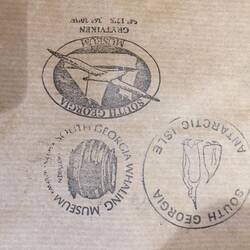 SOUTH GEORGIA
MUSEUM
GRYTVIKEN
SOUTH GEORGIA WHALING MUSEUM
SOUTH GEORGIA
ANTARCTIC ISLE